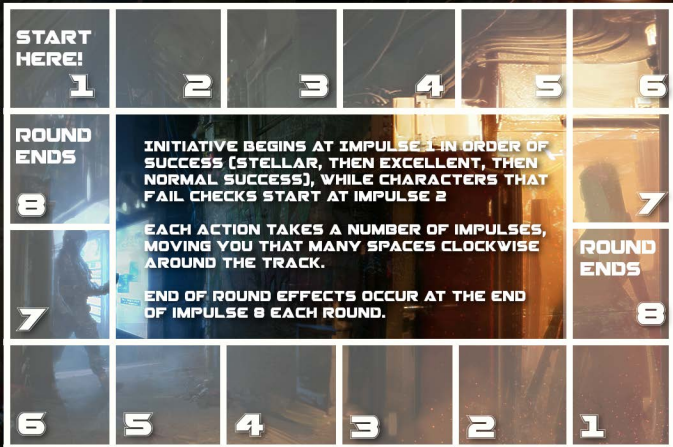 START
HERE!
1
2
3
4
5
6
ROUND
ENDS
8
INITIATIVE BEGINS AT IMPULSE 1 IN ORDER OF
SUCCESS (STELLAR, THEN EXCELLENT, THEN
NORMAL SUCCESS), WHILE CHARACTERS THAT
FAIL CHECKS START AT IMPULSE 2
EACH ACTION TAKES A NUMBER OF IMPULSES,
MOVING YOU THAT MANY SPACES CLOCKWISE
AROUND THE TRACK.
END OF ROUND EFFECTS OCCUR AT THE END
OF IMPULSE 8 EACH ROUND.
7
ROUND
ENDS
8
7
6
5
4
3
2
1